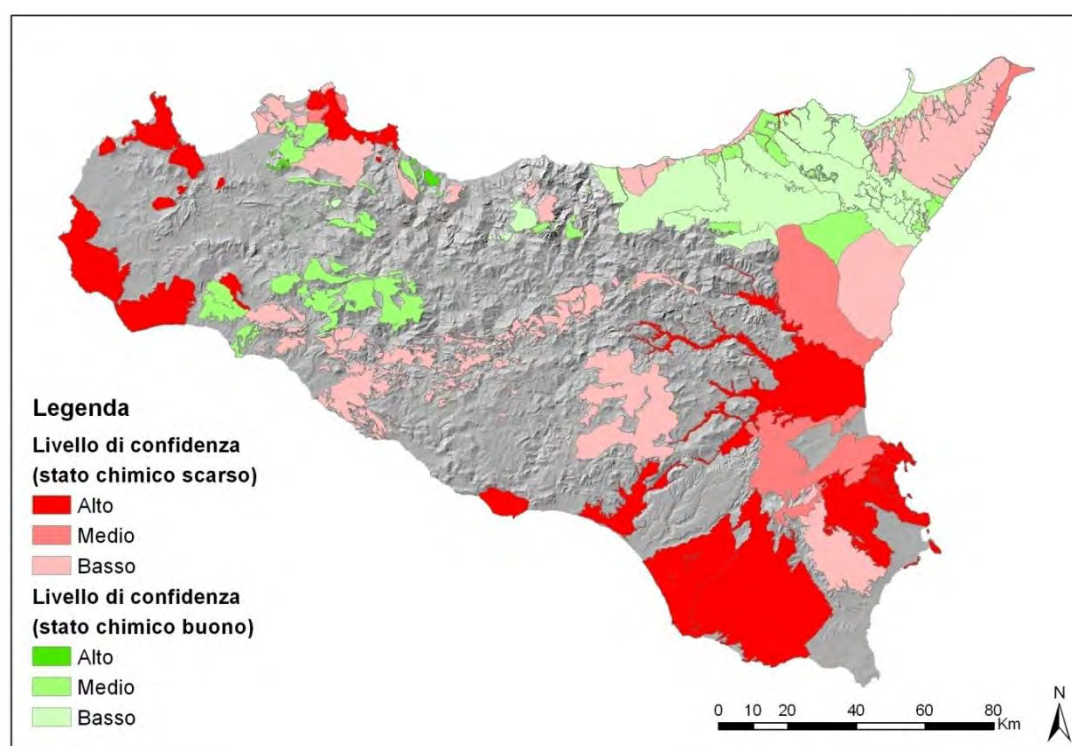 Legenda
Livello di confidenza
(stato chimico scarso)
Alto
Medio
Basso
Livello di confidenza
(stato chimico buono)
Alto
Medio
Basso
N
0 10 20 40 60 80
Km